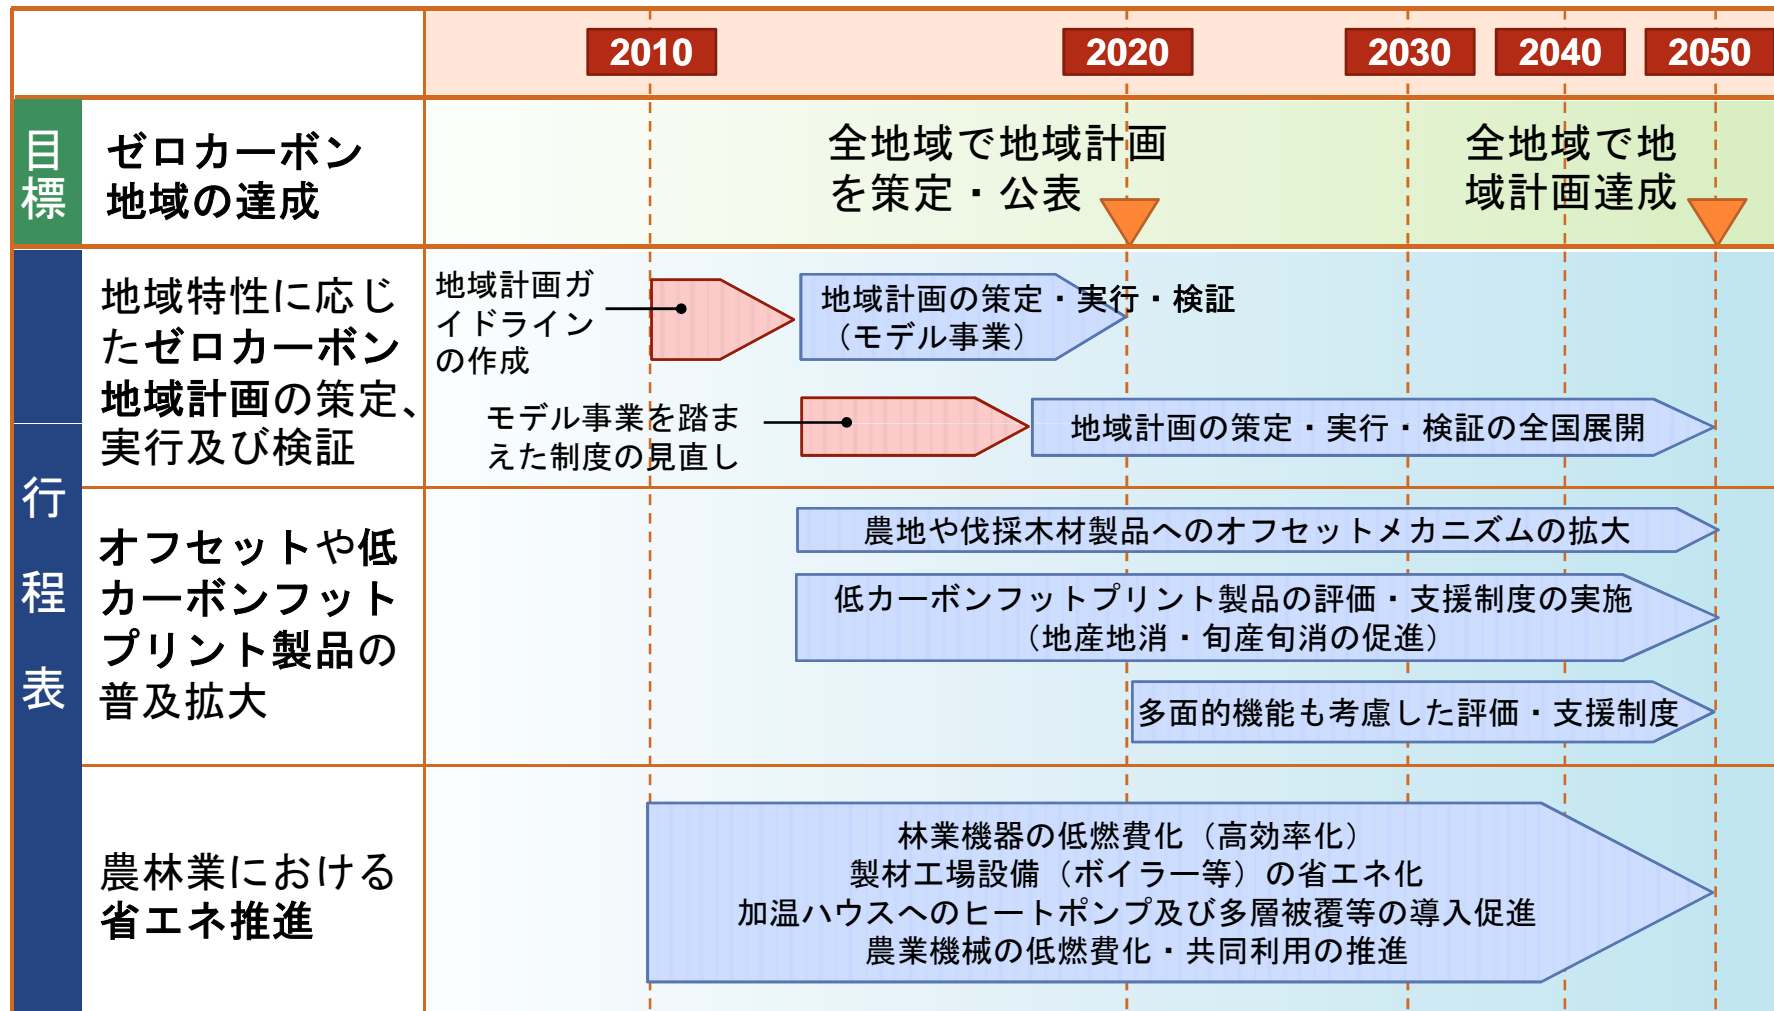 2010
2020
2030
2040
2050
目標
ゼロカーボン
地域の達成
全地域で地域計画
を策定・公表
全地域で地
域計画達成
行程表
地域特性に応じ
たゼロカーボン
地域計画の策定、
実行及び検証
地域計画ガ
イドライン
の作成
地域計画の策定・実行・検証
（モデル事業）
モデル事業を踏ま
えた制度の見直し
地域計画の策定・実行・検証の全国展開
オフセットや低
カーボンフット
プリント製品の
普及拡大
農地や伐採木材製品へのオフセットメカニズムの拡大
低カーボンフットプリント製品の評価・支援制度の実施
（地産地消・旬産旬消の促進）
多面的機能も考慮した評価・支援制度
農林業における
省エネ推進
林業機器の低燃費化（高効率化）
製材工場設備（ボイラー等）の省エネ化
加温ハウスへのヒートポンプ及び多層被覆等の導入促進
農業機械の低燃費化・共同利用の推進